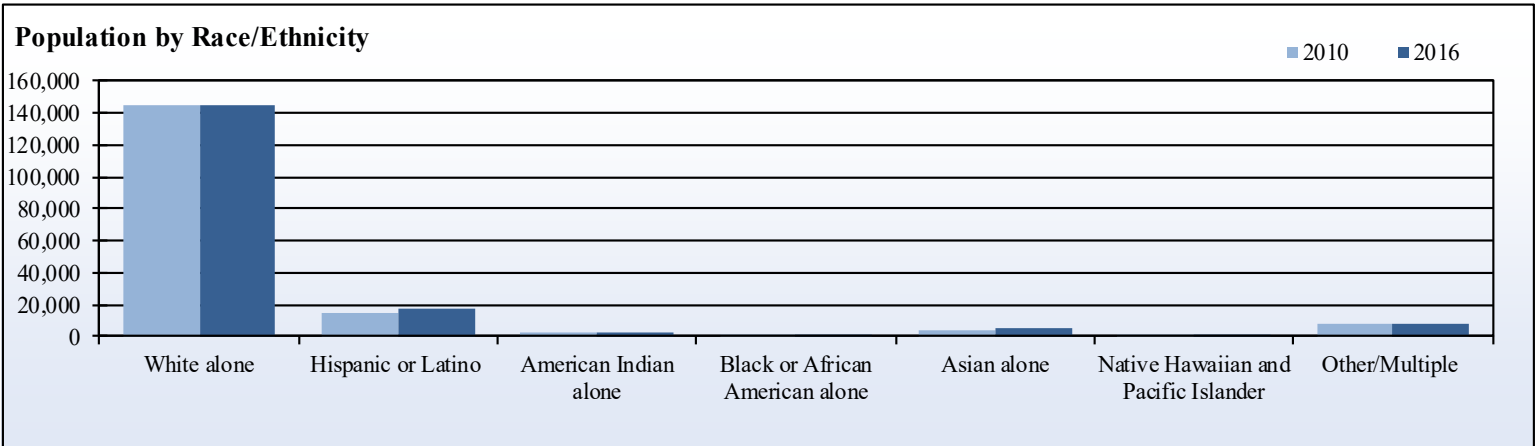 Population by Race/Ethnicity
2010 2016
160,000
140,000
120,000
100,000
80,000
60,000
40,000
20,000
0
White alone
Hispanic or Latino
American Indian
alone
Black or African
American alone
Asian alone
Native Hawaiian and
Pacific Islander
Other/Multiple